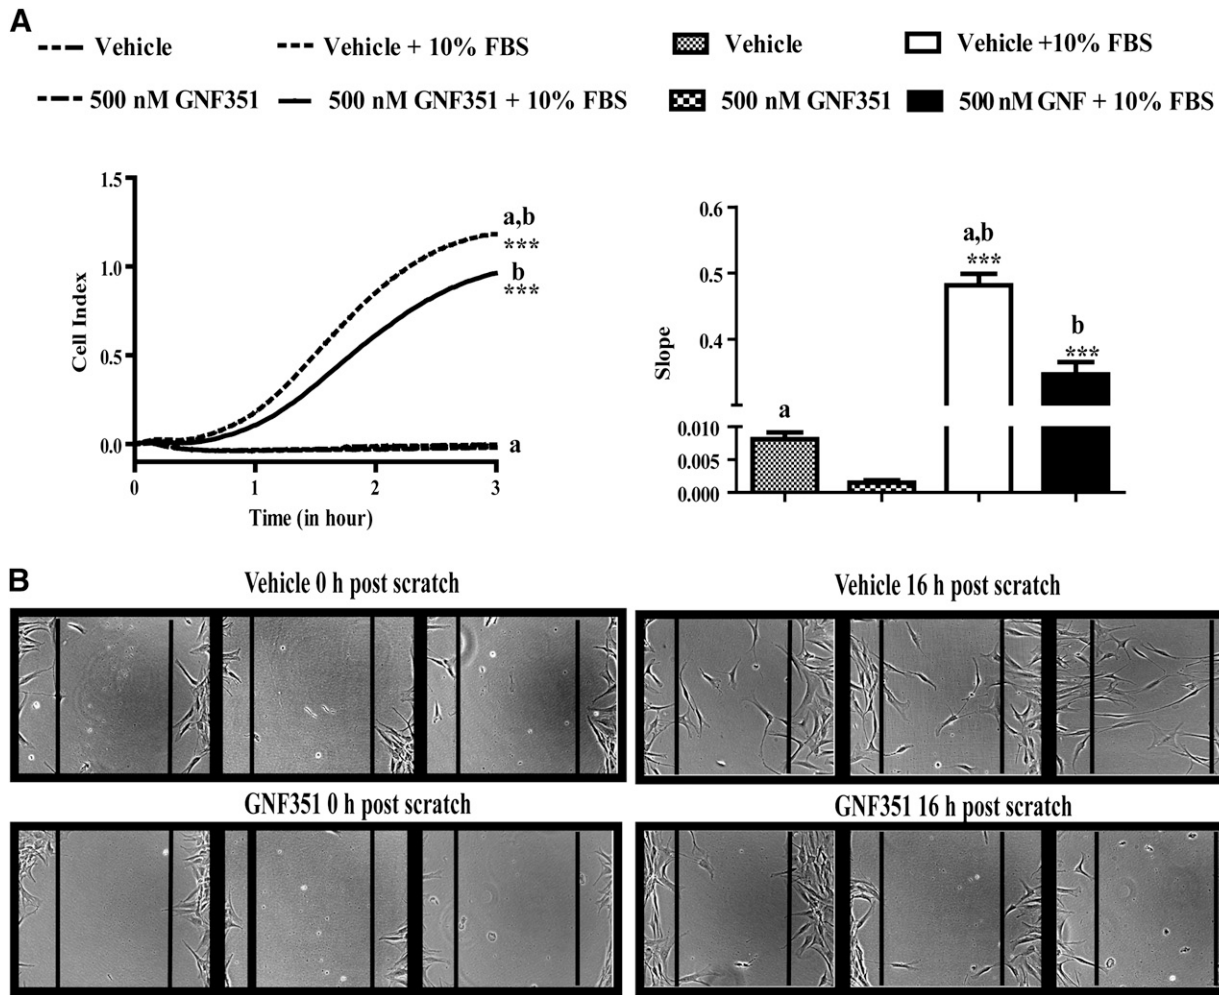 A
Vehicle
Vehicle + 10% FBS
500 nM GNF351
500 nM GNF351 + 10% FBS
Vehicle
Vehicle +10% FBS
500 nM GNF351
500 nM GNF + 10% FBS
1.5
1.0
0.5
0.0
Cell Index
a,b
***
b
***
a
0 1 2 3
Time (in hour)
0.6
0.5
0.4
0.010
0.005
0.000
Slope
a
a,b
***
b
***
B
Vehicle 0 h post scratch
Vehicle 16 h post scratch
GNF351 0 h post scratch
GNF351 16 h post scratch